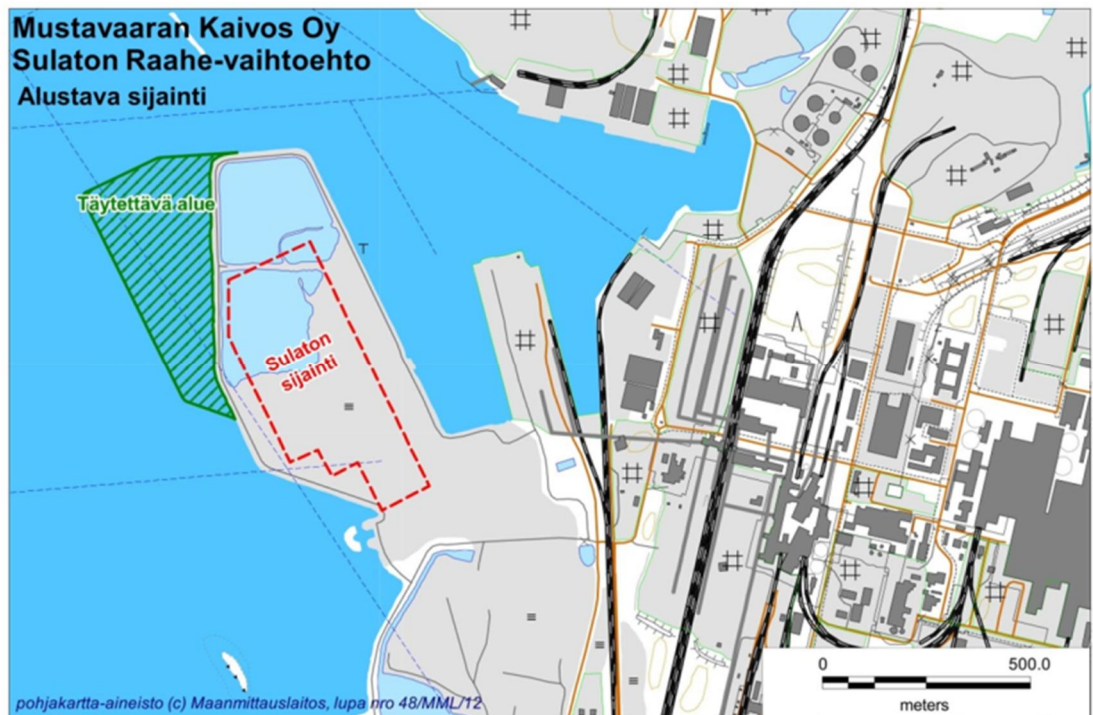 Mustavaaran Kaivos Oy
Sulaton Raahe-vaihtoehto
Alustava sijainti
Täytettävä alue
Sulaton
sijainti
0 500.0
meters
pohjakartta-aineisto (c) Maanmittauslaitos, lupa nro 48/MML/12